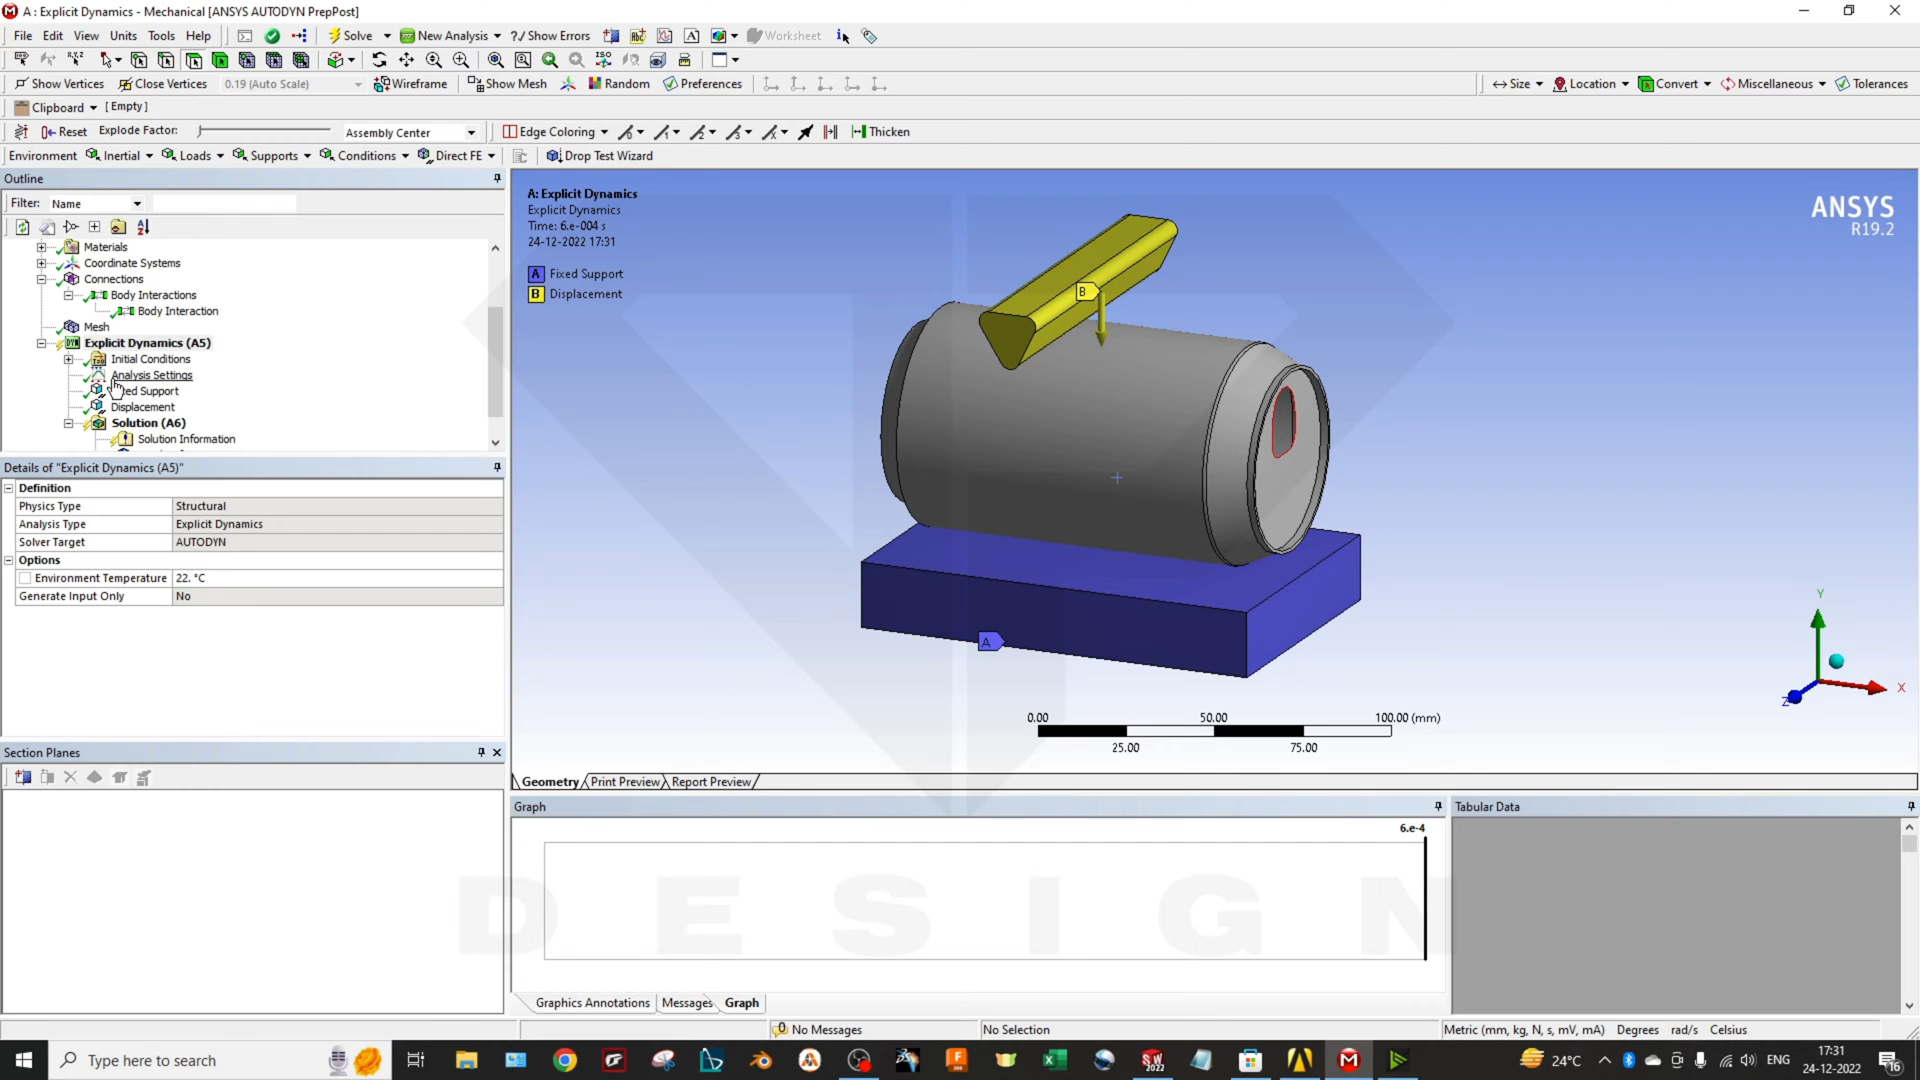 A : Explicit Dynamics - Mechanical [ANSYS AUTODYN PrepPost]
File Edit View Units Tools Help Solve New Analysis ?/ Show Errors Worksheet
Show Vertices Close Vertices 0.19 (Auto Scale) Wireframe Show Mesh Random Preferences Size Location Convert Miscellaneous Tolerances
Clipboard [Empty]
Reset Explode Factor: Assembly Center Edge Coloring Thicken
Environment Inertial Loads Supports Conditions Direct FE Drop Test Wizard
Outline
Filter: Name
Materials
Coordinate Systems
Connections
Body Interactions
Body Interaction
Mesh
Explicit Dynamics (A5)
Initial Conditions
Analysis Settings
ed Support
Displacement
Solution (A6)
Solution Information
Details of "Explicit Dynamics (A5)"
Definition
Physics Type Structural
Analysis Type Explicit Dynamics
Solver Target AUTODYN
Options
Environment Temperature 22. °C
Generate Input Only No
Section Planes
A: Explicit Dynamics
Explicit Dynamics
Time: 6.e-004 s
24-12-2022 17:31
A Fixed Support
B Displacement
ANSYS
R19.2
B
A
Y
X
Z
0.00 50.00 100.00 (mm)
25.00 75.00
Geometry Print Preview Report Preview
Graph
6.e-4
DESIGN
Graphics Annotations Messages Graph
Tabular Data
0 No Messages No Selection Metric (mm, kg, N, s, mV, mA) Degrees rad/s Celsius
Type here to search
24°C ENG 17:31
24-12-2022
16